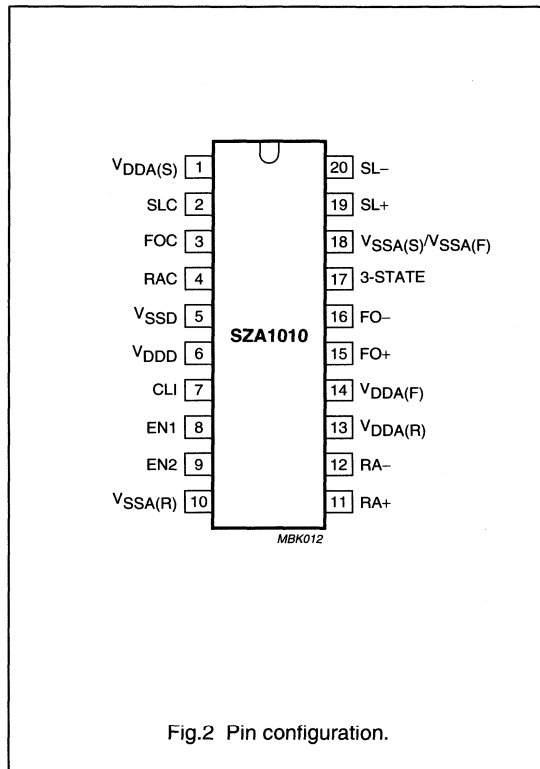 VDDA(S) 1 20 SL–
SLC 2 19 SL+
FOC 3 18 VSSA(S)/VSSA(F)
RAC 4 17 3-STATE
VSSD 5 16 FO–
SZA1010
VDDD 6 15 FO+
CLI 7 14 VDDA(F)
EN1 8 13 VDDA(R)
EN2 9 12 RA–
VSSA(R) 10 11 RA+
MBK012
Fig.2 Pin configuration.